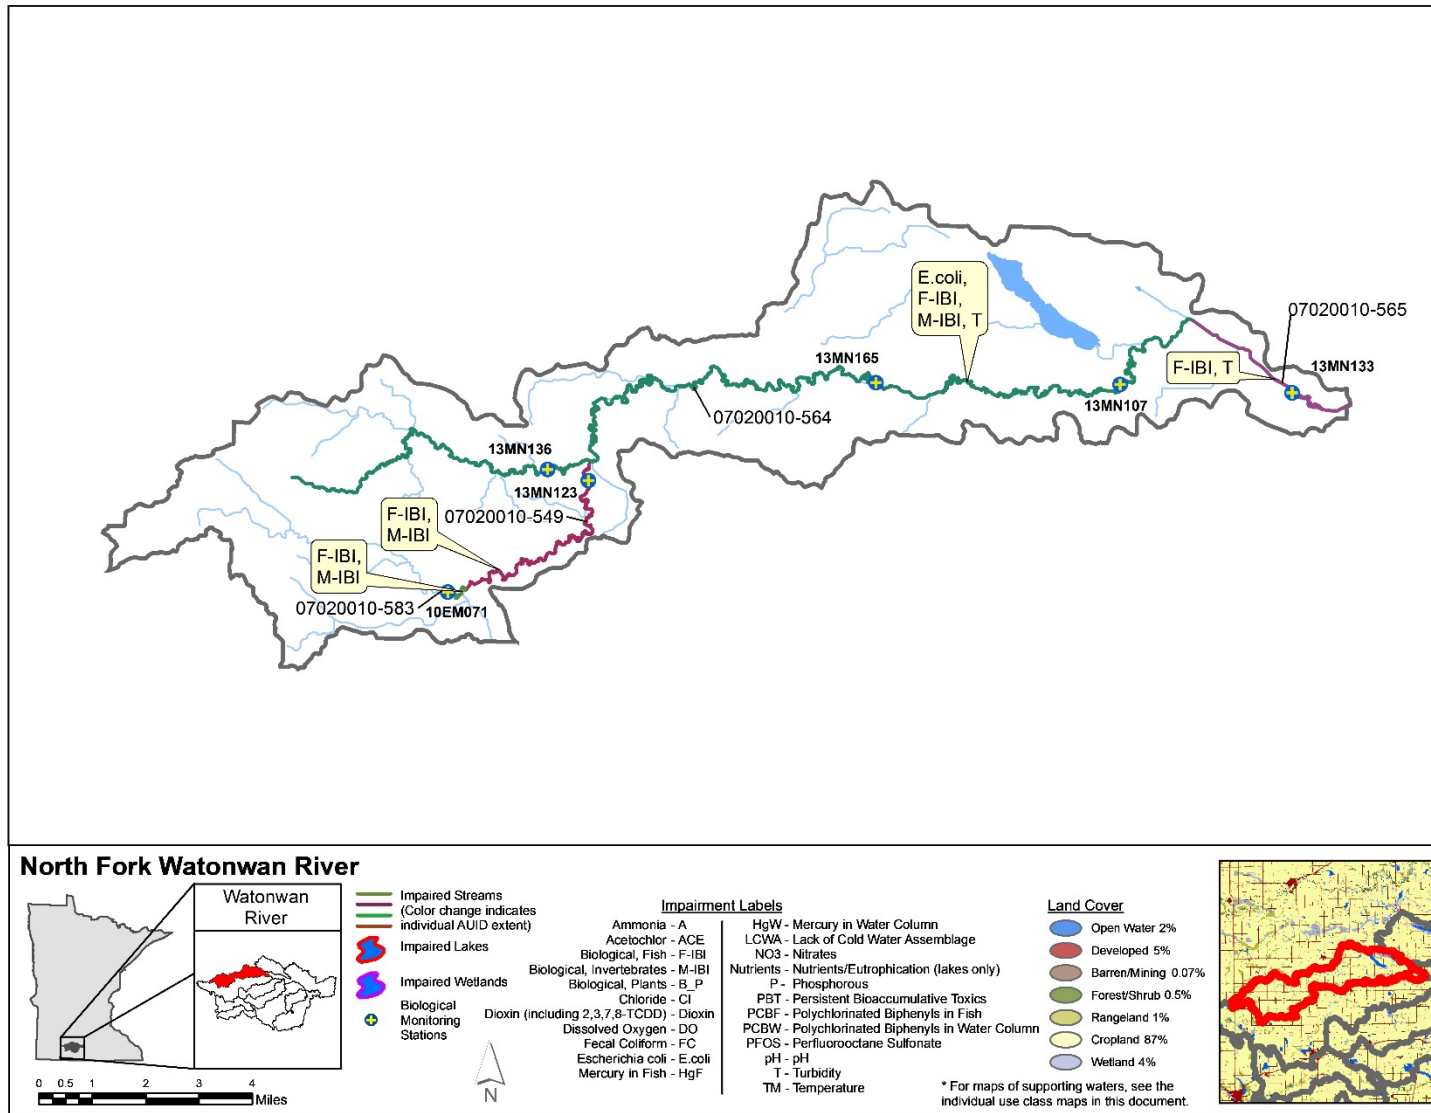 E.coli,
F-IBI,
M-IBI, T
07020010-565
13MN165
F-IBI, T
13MN133
13MN107
07020010-564
13MN136
13MN123
F-IBI,
M-IBI
07020010-549
F-IBI,
M-IBI
07020010-583
10EM071
North Fork Watonwan River
Watonwan
River
0 0.5 1 2 3 4
Miles
Impaired Streams
(Color change indicates
individual AUID extent)
Impaired Lakes
Impaired Wetlands
Biological
Monitoring
Stations
N
Impairment Labels
Ammonia - A
Acetochlor - ACE
Biological, Fish - F-IBI
Biological, Invertebrates - M-IBI
Biological, Plants - B_P
Chloride - Cl
Dioxin (including 2,3,7,8-TCDD) - Dioxin
Dissolved Oxygen - DO
Fecal Coliform - FC
Escherichia coli - E.coli
Mercury in Fish - HgF
HgW - Mercury in Water Column
LCWA - Lack of Cold Water Assemblage
NO3 - Nitrates
Nutrients - Nutrients/Eutrophication (lakes only)
P - Phosphorous
PBT - Persistent Bioaccumulative Toxics
PCBF - Polychlorinated Biphenyls in Fish
PCBW - Polychlorinated Biphenyls in Water Column
PFOS - Perfluorooctane Sulfonate
pH - pH
T - Turbidity
TM - Temperature
Land Cover
Open Water 2%
Developed 5%
Barren/Mining 0.07%
Forest/Shrub 0.5%
Rangeland 1%
Cropland 87%
Wetland 4%
* For maps of supporting waters, see the
individual use class maps in this document.